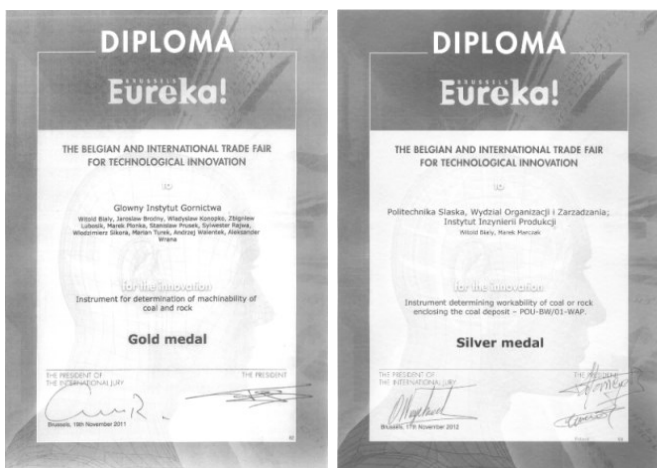 DIPLOMA
BRUSSELS
Eureka!
THE BELGIAN AND INTERNATIONAL TRADE FAIR
FOR TECHNOLOGICAL INNOVATION
TO
Glowny Instytut Gornictwa
Witold Bialy, Jaroslaw Brodny, Wladyslaw Konopko, Zbigniew
Lubosik, Marek Plonka, Stanislaw Prusek, Sylwester Rajwa,
Wlodzimierz Sikora, Marian Turek, Andrzej Walentek, Aleksander
Wrana
for the innovation
Instrument for determination of machinability of
coal and rock
Gold medal
THE PRESIDENT OF
THE INTERNATIONAL JURY
THE PRESIDENT
Brussels, 19th November 2011
DIPLOMA
BRUSSELS
Eureka!
THE BELGIAN AND INTERNATIONAL TRADE FAIR
FOR TECHNOLOGICAL INNOVATION
TO
Politechnika Slaska, Wydzial Organizacji i Zarzadzania;
Instytut Inzynierii Produkcji
Witold Bialy, Marek Marczak
for the innovation
Instrument determining workability of coal or rock
enclosing the coal deposit – POU-BW/01-WAP.
Silver medal
THE PRESIDENT OF
THE INTERNATIONAL JURY
THE PRESIDENT
Brussels, 17th November 2012